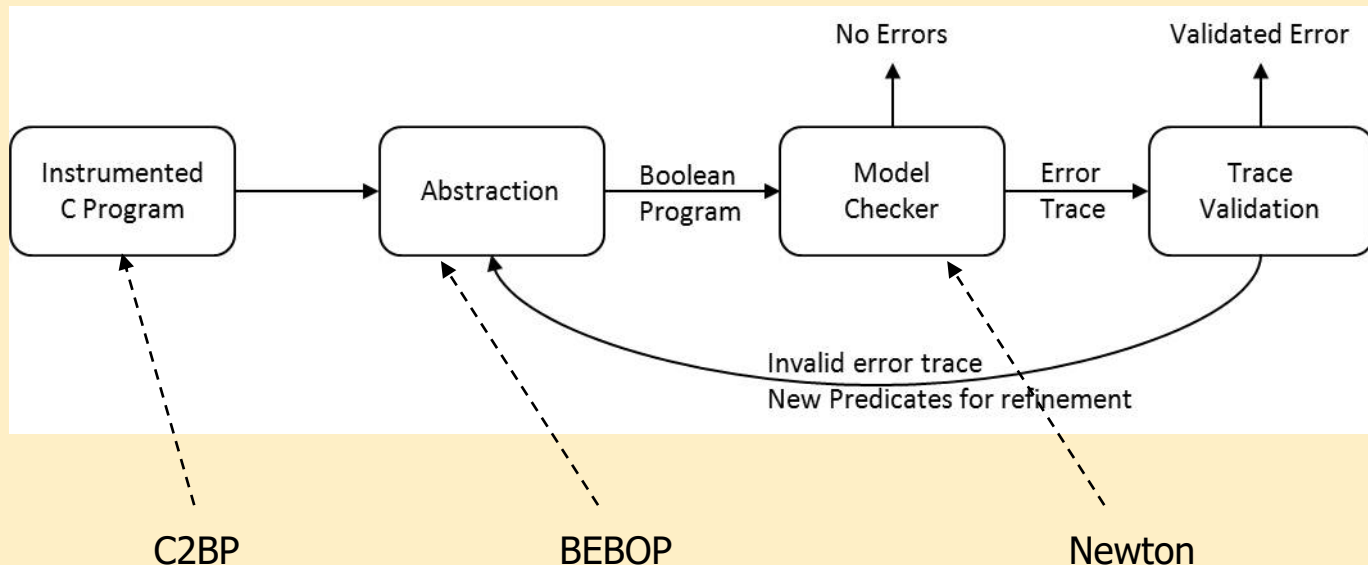 No Errors
Validated Error
Instrumented
C Program
Abstraction
Boolean
Program
Model
Checker
Error
Trace
Trace
Validation
Invalid error trace
New Predicates for refinement
C2BP
BEBOP
Newton